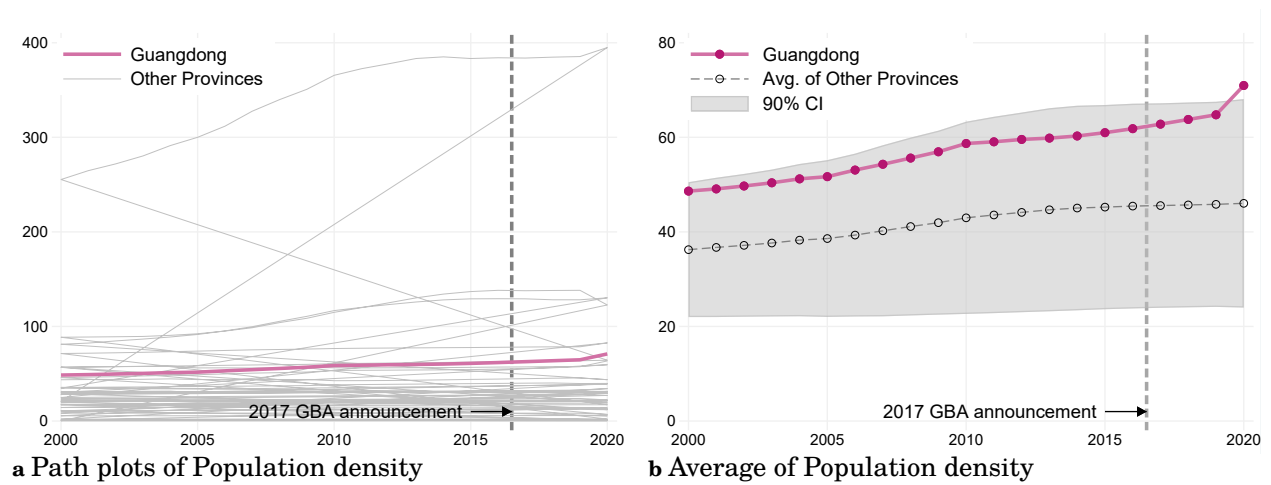 400
300
200
100
0
2000
2005
2010
2015
2020
Guangdong
Other Provinces
2017 GBA announcement
a Path plots of Population density
80
60
40
20
0
2000
2005
2010
2015
2020
Guangdong
Avg. of Other Provinces
90% CI
2017 GBA announcement
b Average of Population density